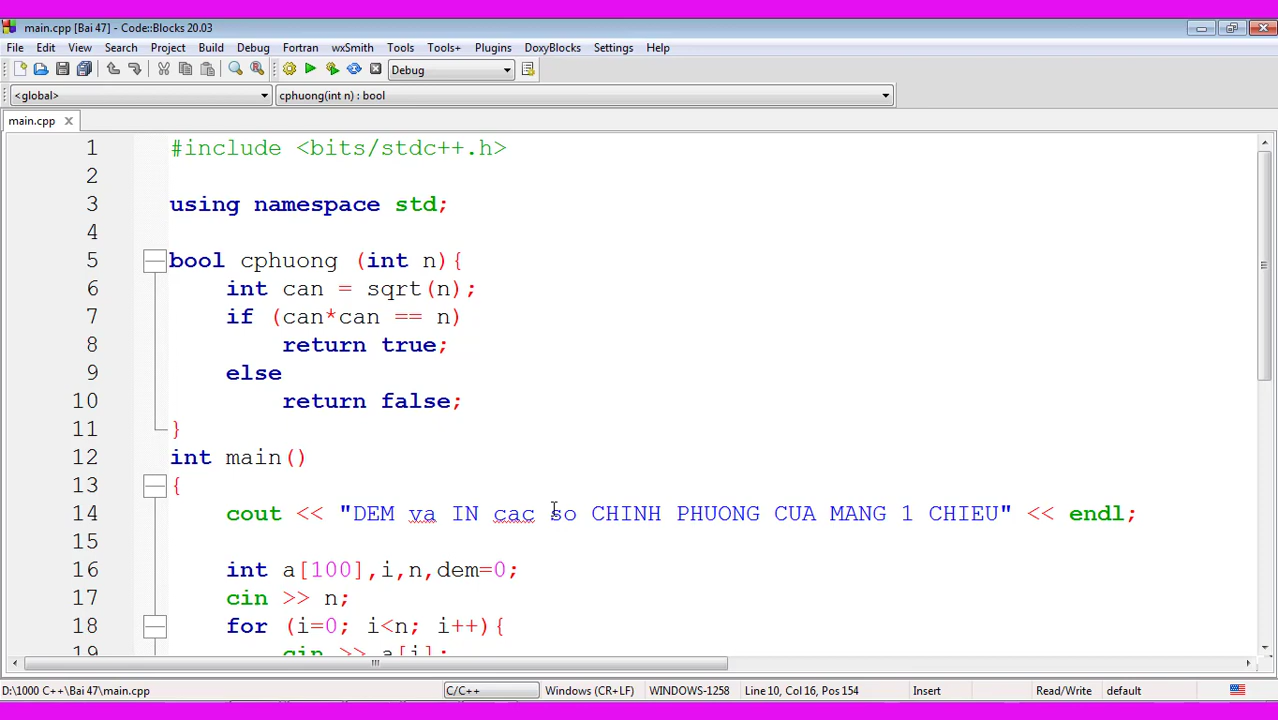 main.cpp [Bai 47] - Code::Blocks 20.03
File Edit View Search Project Build Debug Fortran wxSmith Tools Tools+ Plugins DoxyBlocks Settings Help
Debug
<global> cphuong(int n) : bool
main.cpp
1 #include <bits/stdc++.h>
2
3 using namespace std;
4
5 bool cphuong (int n){
6 int can = sqrt(n);
7 if (can*can == n)
8 return true;
9 else
10 return false;
11 }
12 int main()
13 {
14 cout << "DEM va IN cac so CHINH PHUONG CUA MANG 1 CHIEU" << endl;
15
16 int a[100],i,n,dem=0;
17 cin >> n;
18 for (i=0; i<n; i++){
19 cin >> a[i];
D:\1000 C++\Bai 47\main.cpp C/C++ Windows (CR+LF) WINDOWS-1258 Line 10, Col 16, Pos 154 Insert Read/Write default